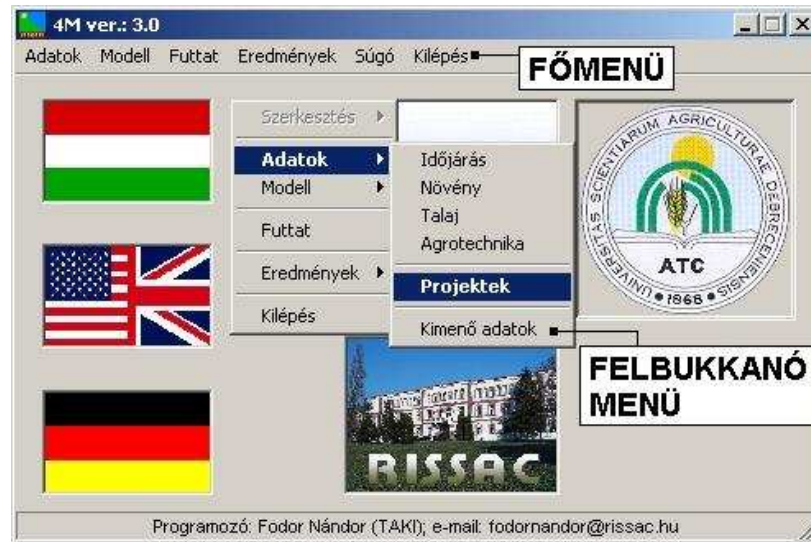 4M ver.: 3.0
Adatok Modell Futtat Eredmények Súgó Kilépés
FŐMENÜ
Szerkesztés
Adatok
Modell
Futtat
Eredmények
Kilépés
Időjárás
Növény
Talaj
Agrotechnika
Projektek
Kimenő adatok
UNIVERSITAS SCIENTIARUM AGRICULTURAE DEBRECENIENSIS
ATC
1868
FELBUKKANÓ
MENÜ
RISSAC
Programozó: Fodor Nándor (TAKI); e-mail: fodornandor@rissac.hu